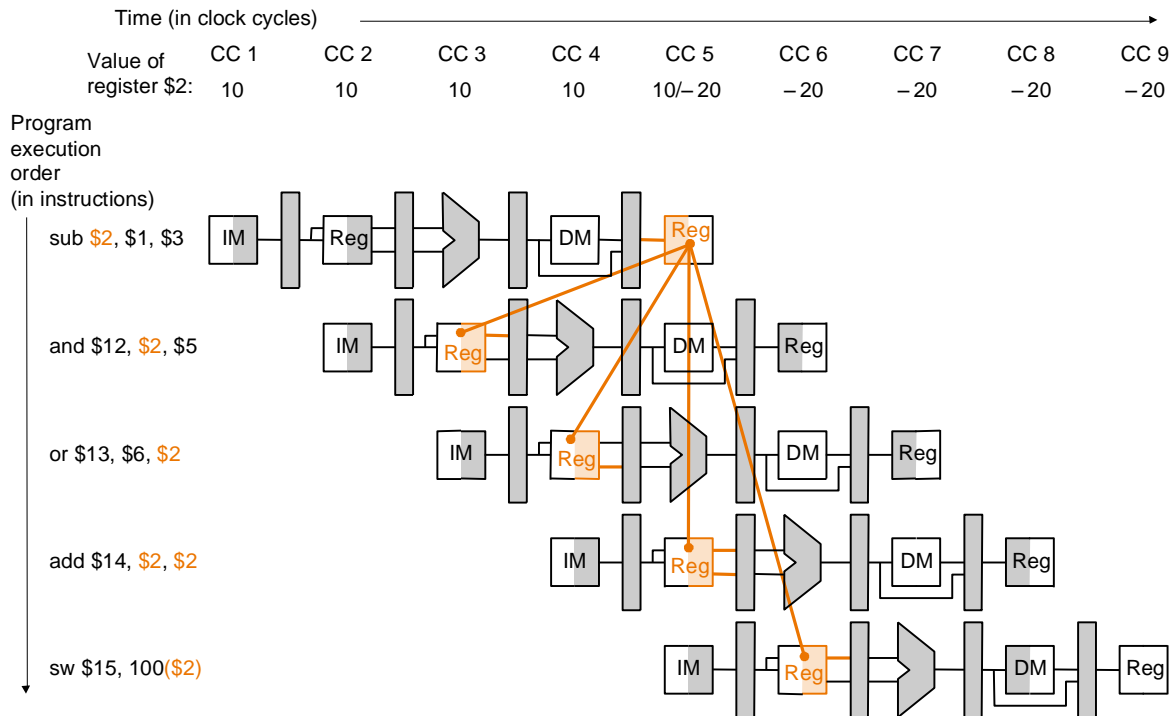 Time (in clock cycles)
CC 1 CC 2 CC 3 CC 4 CC 5 CC 6 CC 7 CC 8 CC 9
Value of
register $2:
10 10 10 10 10/– 20 – 20 – 20 – 20 – 20
Program
execution
order
(in instructions)
sub $2, $1, $3
IM Reg DM Reg
and $12, $2, $5
IM Reg DM Reg
or $13, $6, $2
IM Reg DM Reg
add $14, $2, $2
IM Reg DM Reg
sw $15, 100($2)
IM Reg DM Reg